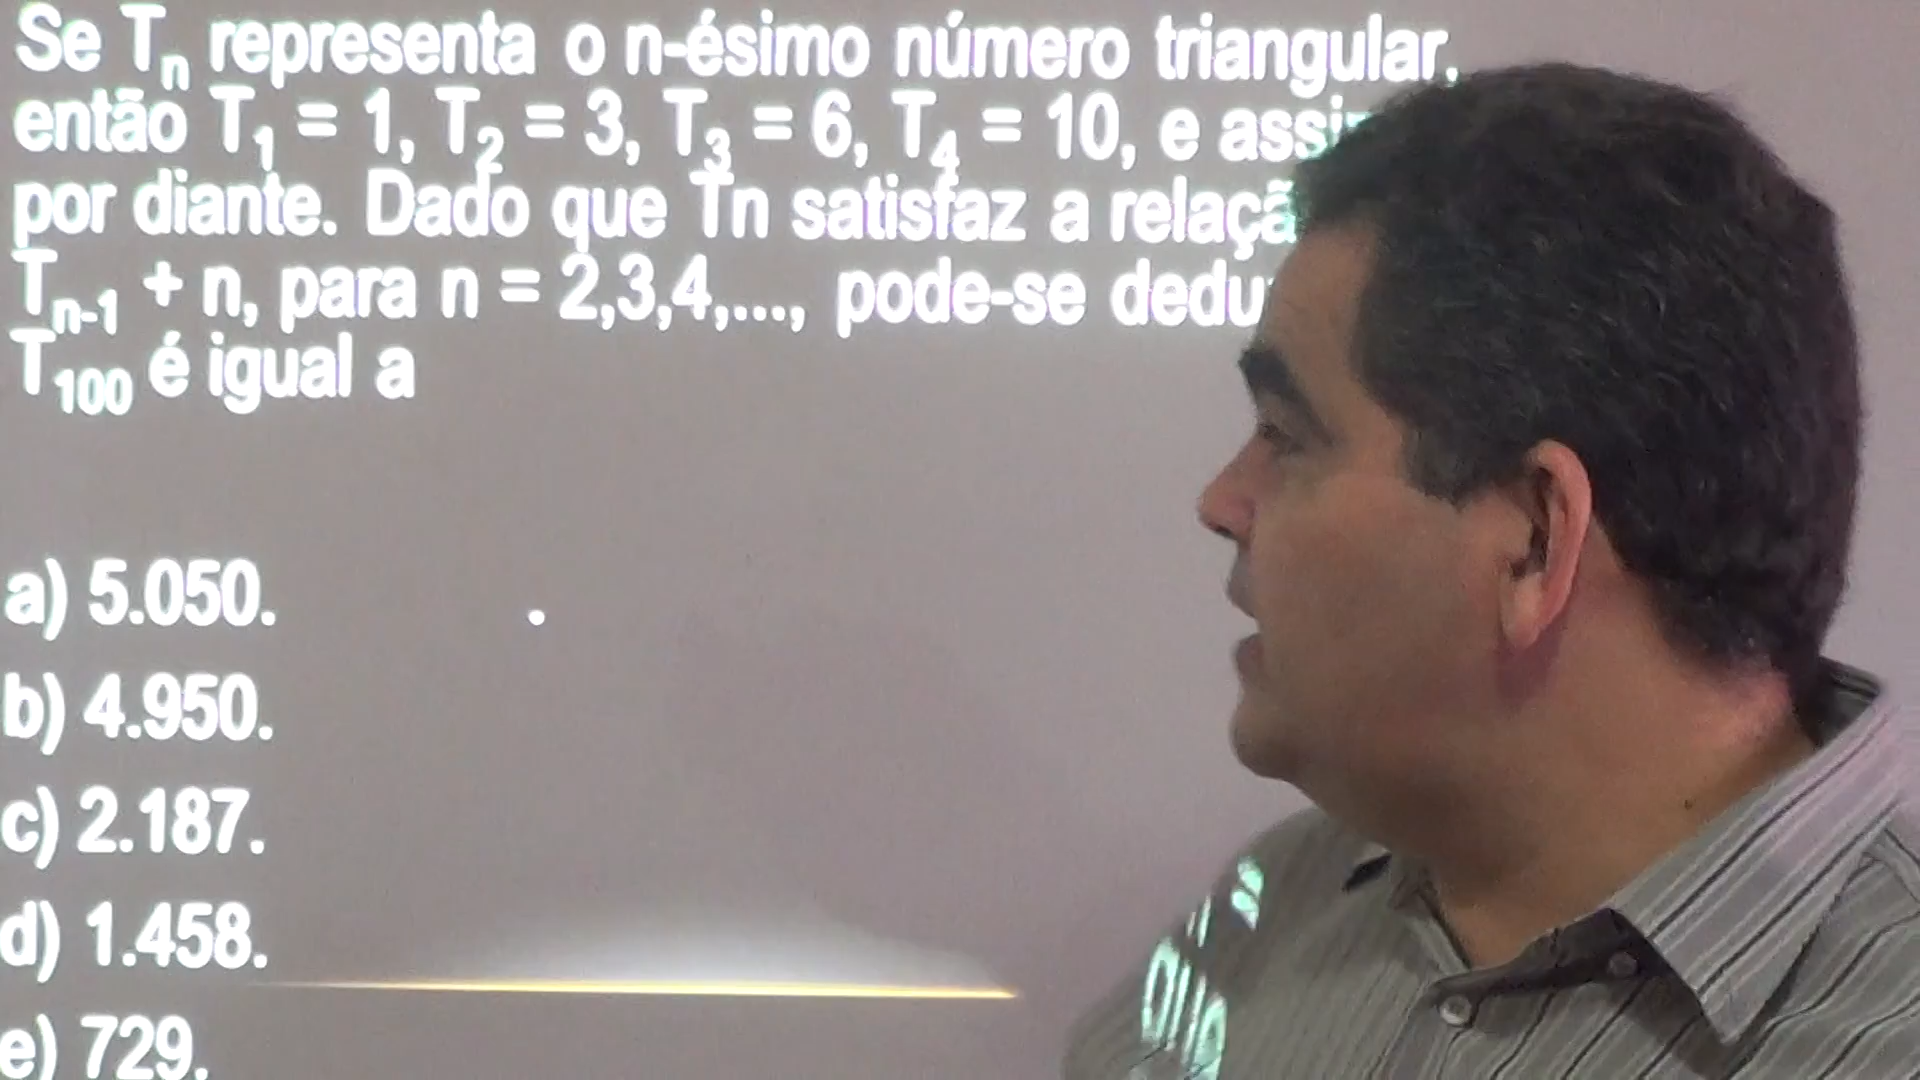 Se Tn representa o n-ésimo número triangular,
então T1 = 1, T2 = 3, T3 = 6, T4 = 10, e
por diante. Dado que Tn satisfaz a
Tn-1 + n, para n = 2,3,4,..., pode-se
T100 é igual a
a) 5.050.
b) 4.950.
c) 2.187.
d) 1.458.
e) 729.